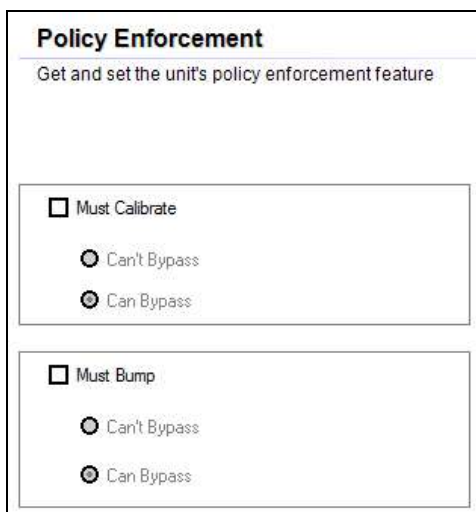 Policy Enforcement
Get and set the unit's policy enforcement feature
Must Calibrate
Can't Bypass
Can Bypass
Must Bump
Can't Bypass
Can Bypass